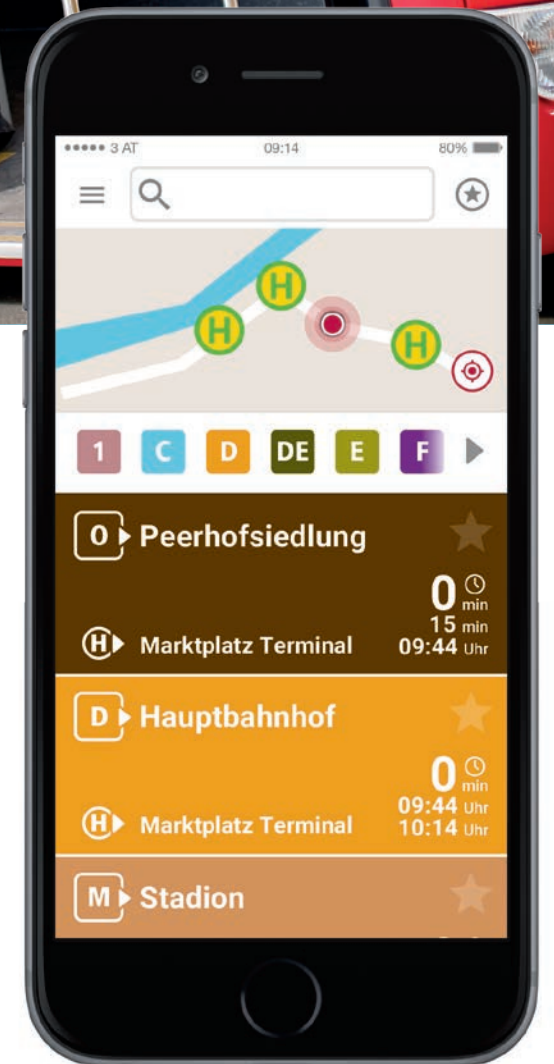 3 AT 09:14 80%
H
H
H
1 C D DE E F
O Peerhofsiedlung
0 min
15 min
H Marktplatz Terminal 09:44 Uhr
D Hauptbahnhof
0 min
09:44 Uhr
H Marktplatz Terminal 10:14 Uhr
M Stadion